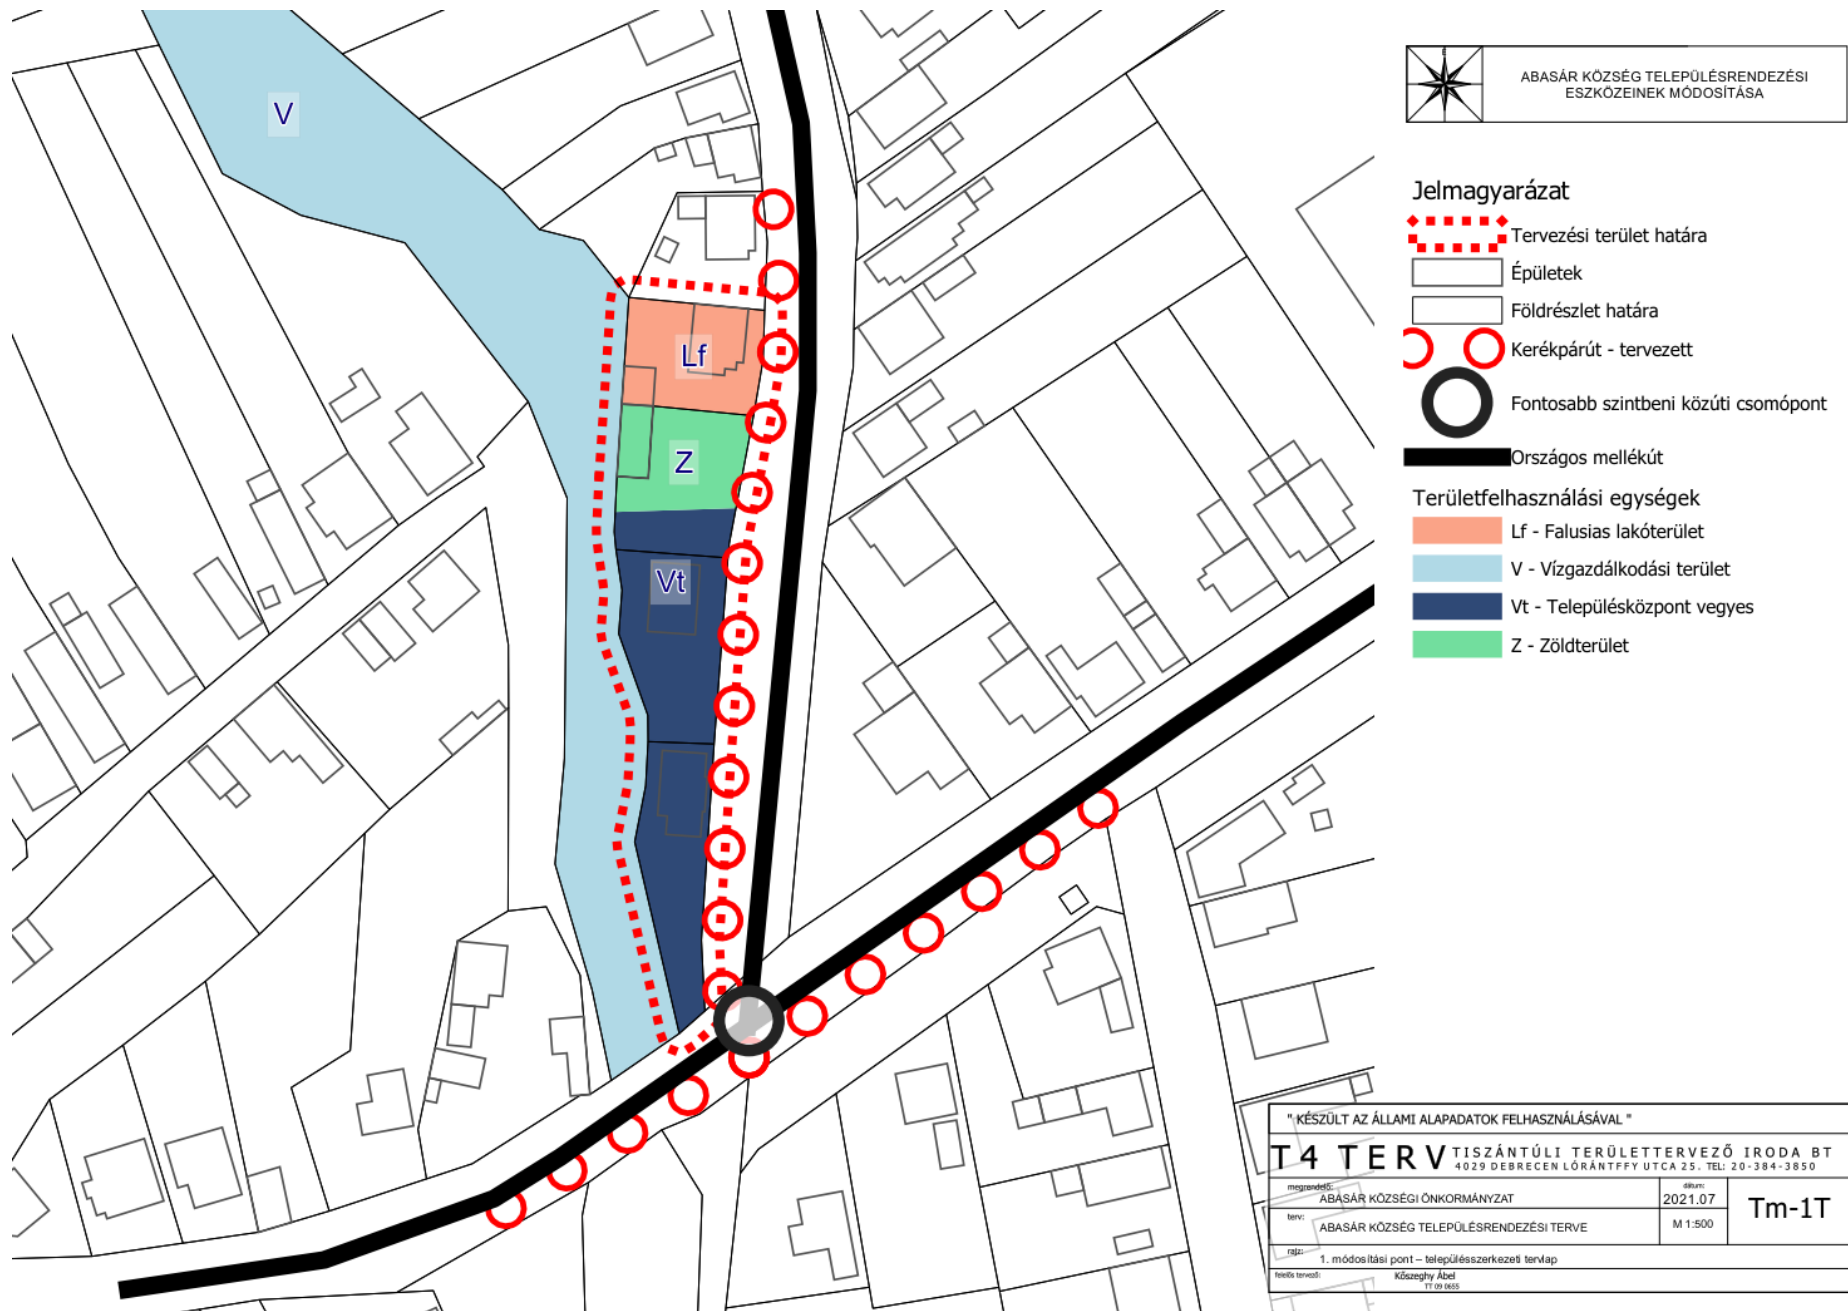 V
Lf
Z
Vt
ABASÁR KÖZSÉG TELEPÜLÉSRENDEZÉSI
ESZKÖZEINEK MÓDOSÍTÁSA
Jelmagyarázat
Tervezési terület határa
Épületek
Földrészlet határa
Kerékpárút - tervezett
Fontosabb szintbeni közúti csomópont
Országos mellékút
Területfelhasználási egységek
Lf - Falusias lakóterület
V - Vízgazdálkodási terület
Vt - Településközpont vegyes
Z - Zöldterület
" KÉSZÜLT AZ ÁLLAMI ALAPADATOK FELHASZNÁLÁSÁVAL "
T4 TERV TISZÁNTÚLI TERÜLETTERVEZŐ IRODA BT
4029 DEBRECEN LÓRÁNTFFY UTCA 25. TEL: 20-384-3850
megrendelő: ABASÁR KÖZSÉGI ÖNKORMÁNYZAT
dátum: 2021.07
Tm-1T
terv: ABASÁR KÖZSÉG TELEPÜLÉSRENDEZÉSI TERVE
M 1:500
rajz: 1. módosítási pont – településszerkezeti tervlap
felelős tervező: Kőszeghy Ábel
TT 09 0655